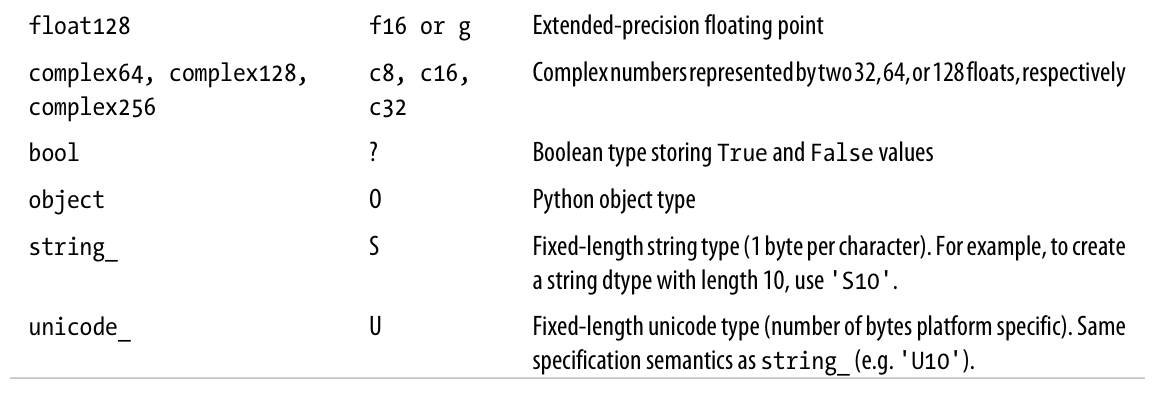 float128 f16 or g Extended-precision floating point
complex64, complex128, c8, c16, Complex numbers represented by two 32, 64, or 128 floats, respectively
complex256 c32
bool ? Boolean type storing True and False values
object O Python object type
string_ S Fixed-length string type (1 byte per character). For example, to create
a string dtype with length 10, use 'S10'.
unicode_ U Fixed-length unicode type (number of bytes platform specific). Same
specification semantics as string_ (e.g. 'U10').